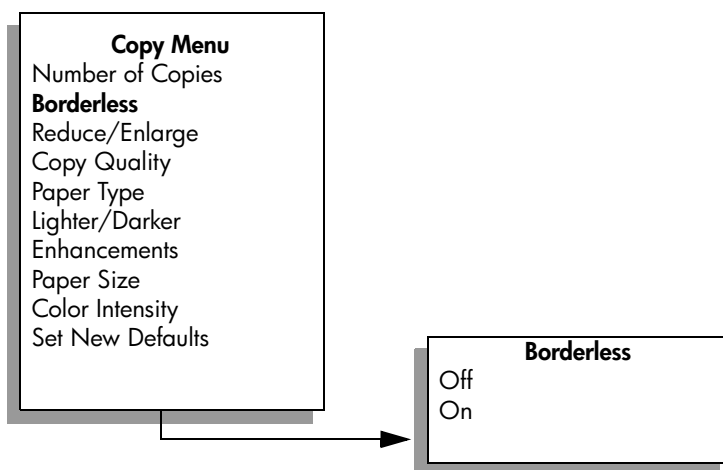 Copy Menu
Number of Copies
Borderless
Reduce/Enlarge
Copy Quality
Paper Type
Lighter/Darker
Enhancements
Paper Size
Color Intensity
Set New Defaults
Borderless
Off
On